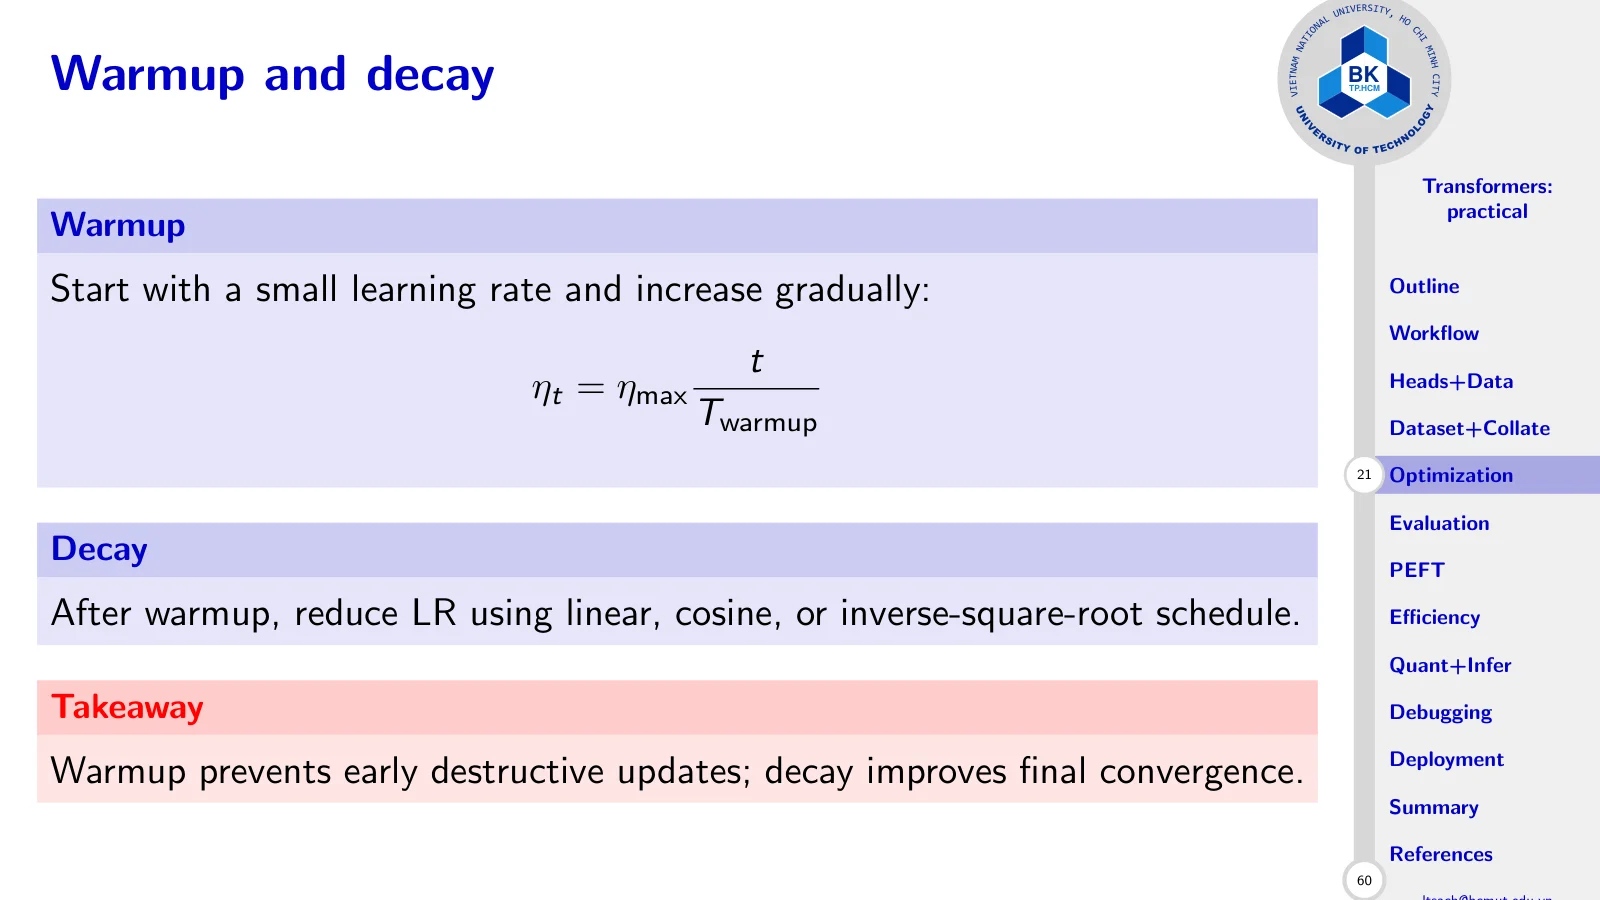 Warmup and decay
Warmup
Start with a small learning rate and increase gradually:
η_t = η_max t / T_warmup
Decay
After warmup, reduce LR using linear, cosine, or inverse-square-root schedule.
Takeaway
Warmup prevents early destructive updates; decay improves final convergence.
VIETNAM NATIONAL UNIVERSITY, HO CHI MINH CITY
BK
TP.HCM
UNIVERSITY OF TECHNOLOGY
Transformers:
practical
Outline
Workflow
Heads+Data
Dataset+Collate
21 Optimization
Evaluation
PEFT
Efficiency
Quant+Infer
Debugging
Deployment
Summary
References
60